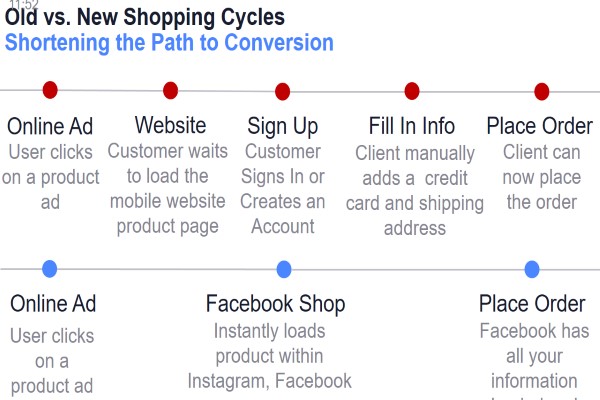 11:52
Old vs. New Shopping Cycles
Shortening the Path to Conversion
Online Ad
User clicks
on a product
ad
Website
Customer waits
to load the
mobile website
product page
Sign Up
Customer
Signs In or
Creates an
Account
Fill In Info
Client manually
adds a credit
card and shipping
address
Place Order
Client can
now place
the order
Online Ad
User clicks
on a
product ad
Facebook Shop
Instantly loads
product within
Instagram, Facebook
Place Order
Facebook has
all your
information